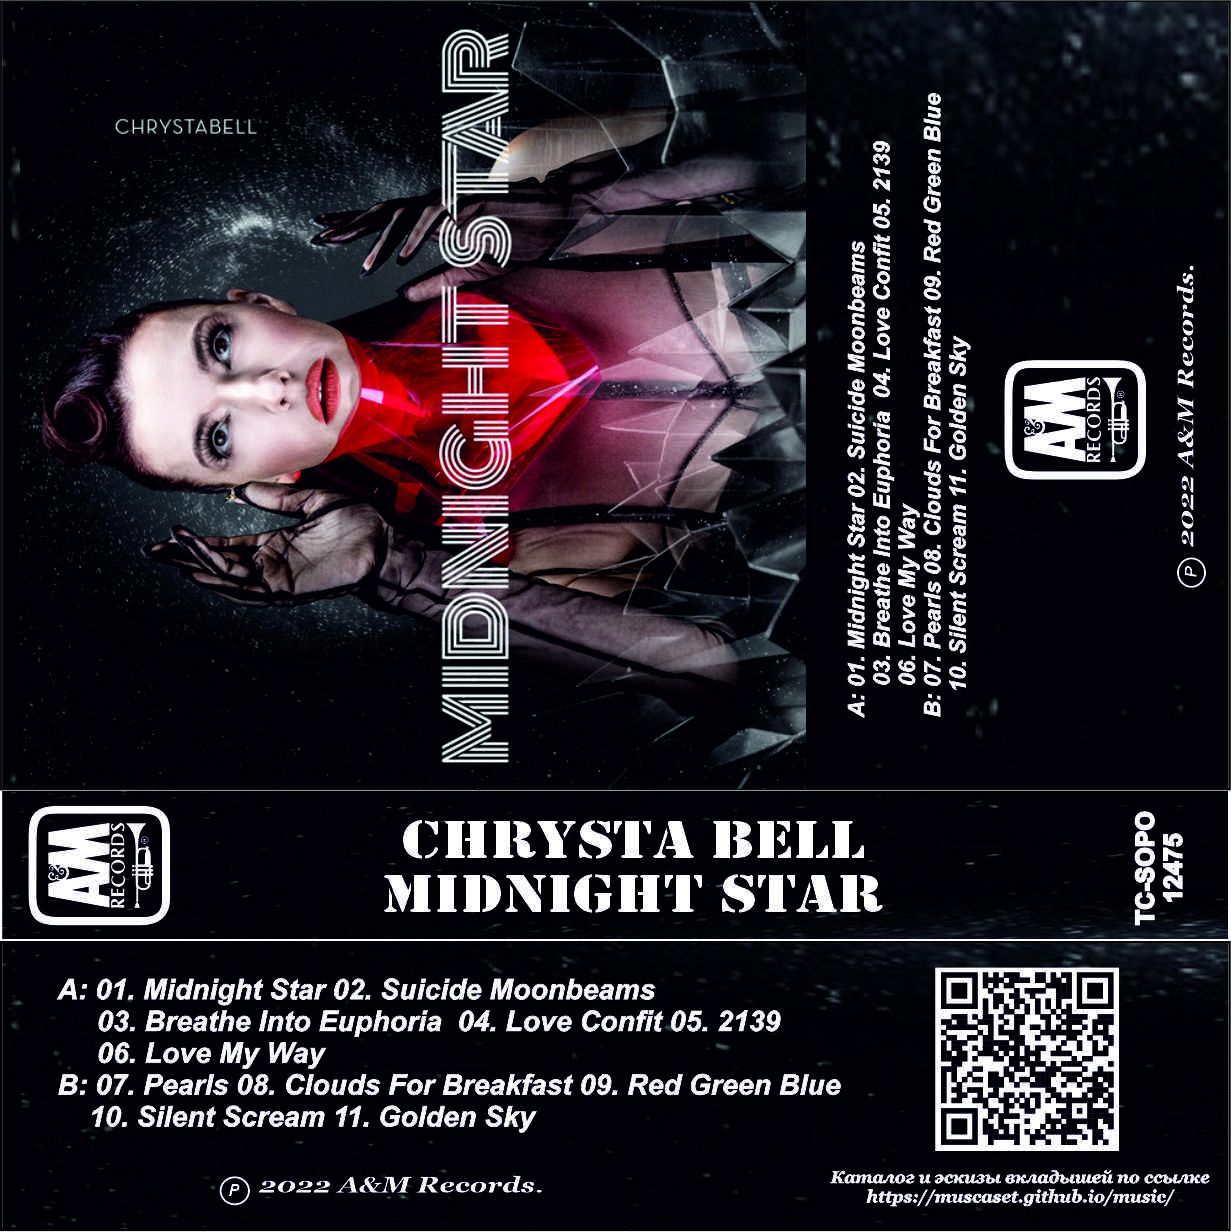 CHRYSTABELL
MIDNIGHT STAR
A: 01. Midnight Star 02. Suicide Moonbeams
03. Breathe Into Euphoria 04. Love Confit 05. 2139
06. Love My Way
B: 07. Pearls 08. Clouds For Breakfast 09. Red Green Blue
10. Silent Scream 11. Golden Sky
A&M
RECORDS
℗ 2022 A&M Records.
A&M
RECORDS
CHRYSTA BELL
MIDNIGHT STAR
TC-SOPO
12475
A: 01. Midnight Star 02. Suicide Moonbeams
03. Breathe Into Euphoria 04. Love Confit 05. 2139
06. Love My Way
B: 07. Pearls 08. Clouds For Breakfast 09. Red Green Blue
10. Silent Scream 11. Golden Sky
℗ 2022 A&M Records.
Каталог и эскизы вкладышей по ссылке
https://muscaset.github.io/music/